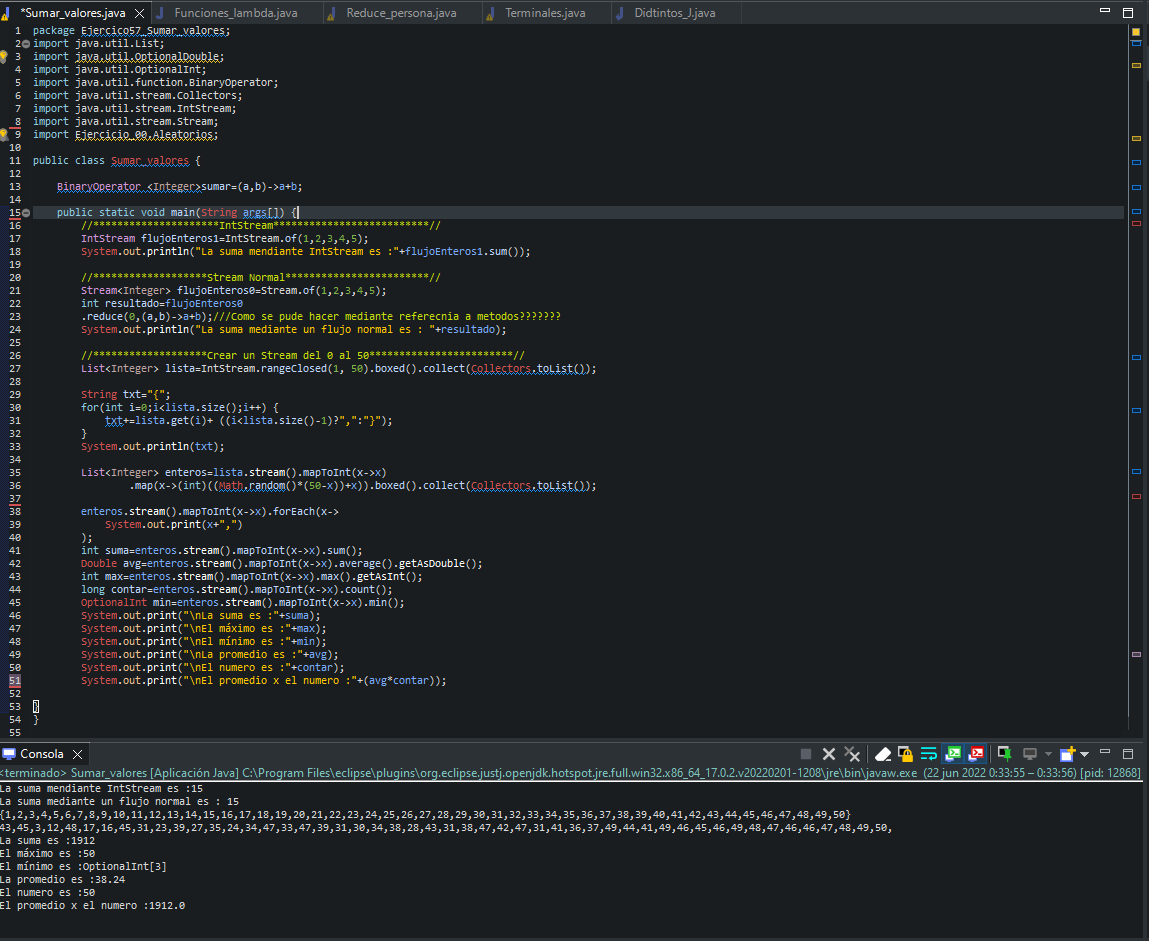 *Sumar_valores.java
Funciones_lambda.java
Reduce_persona.java
Terminales.java
Didtintos_J.java
1 package Ejercico57_Sumar_valores;
2 import java.util.List;
3 import java.util.OptionalDouble;
4 import java.util.OptionalInt;
5 import java.util.function.BinaryOperator;
6 import java.util.stream.Collectors;
7 import java.util.stream.IntStream;
8 import java.util.stream.Stream;
9 import Ejercicio_00.Aleatorios;
10
11 public class Sumar_valores {
12
13 BinaryOperator <Integer>sumar=(a,b)->a+b;
14
15 public static void main(String args[]) {
16 //*********************IntStream**************************//
17 IntStream flujoEnteros1=IntStream.of(1,2,3,4,5);
18 System.out.println("La suma mendiante IntStream es :"+flujoEnteros1.sum());
19
20 //*******************Stream Normal************************//
21 Stream<Integer> flujoEnteros0=Stream.of(1,2,3,4,5);
22 int resultado=flujoEnteros0
23 .reduce(0,(a,b)->a+b);///Como se pude hacer mediante referecnia a metodos???????
24 System.out.println("La suma mediante un flujo normal es : "+resultado);
25
26 //*******************Crear un Stream del 0 al 50************************//
27 List<Integer> lista=IntStream.rangeClosed(1, 50).boxed().collect(Collectors.toList());
28
29 String txt="{";
30 for(int i=0;i<lista.size();i++) {
31 txt+=lista.get(i)+ ((i<lista.size()-1)?",":"}");
32 }
33 System.out.println(txt);
34
35 List<Integer> enteros=lista.stream().mapToInt(x->x)
36 .map(x->(int)((Math.random()*(50-x))+x)).boxed().collect(Collectors.toList());
37
38 enteros.stream().mapToInt(x->x).forEach(x->
39 System.out.print(x+",")
40 );
41 int suma=enteros.stream().mapToInt(x->x).sum();
42 Double avg=enteros.stream().mapToInt(x->x).average().getAsDouble();
43 int max=enteros.stream().mapToInt(x->x).max().getAsInt();
44 long contar=enteros.stream().mapToInt(x->x).count();
45 OptionalInt min=enteros.stream().mapToInt(x->x).min();
46 System.out.print("\nLa suma es :"+suma);
47 System.out.print("\nEl máximo es :"+max);
48 System.out.print("\nEl mínimo es :"+min);
49 System.out.print("\nLa promedio es :"+avg);
50 System.out.print("\nEl numero es :"+contar);
51 System.out.print("\nEl promedio x el numero :"+(avg*contar));
52
53 }
54 }
55
Consola
<terminado> Sumar_valores [Aplicación Java] C:\Program Files\eclipse\plugins\org.eclipse.justj.openjdk.hotspot.jre.full.win32.x86_64_17.0.2.v20220201-1208\jre\bin\javaw.exe (22 jun 2022 0:33:55 – 0:33:56) [pid: 12868]
La suma mendiante IntStream es :15
La suma mediante un flujo normal es : 15
{1,2,3,4,5,6,7,8,9,10,11,12,13,14,15,16,17,18,19,20,21,22,23,24,25,26,27,28,29,30,31,32,33,34,35,36,37,38,39,40,41,42,43,44,45,46,47,48,49,50}
43,45,3,12,48,17,16,45,31,23,39,27,35,24,34,47,33,47,39,31,30,34,38,28,43,31,38,47,42,47,31,41,36,37,49,44,41,49,46,45,46,49,48,47,46,46,47,48,49,50,
La suma es :1912
El máximo es :50
El mínimo es :OptionalInt[3]
La promedio es :38.24
El numero es :50
El promedio x el numero :1912.0